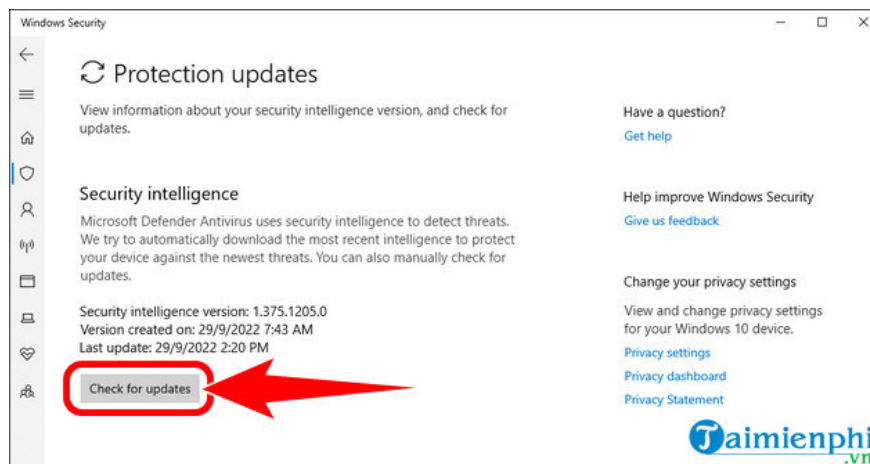 Windows Security
Protection updates
View information about your security intelligence version, and check for
updates.
Security intelligence
Microsoft Defender Antivirus uses security intelligence to detect threats.
We try to automatically download the most recent intelligence to protect
your device against the newest threats. You can also manually check for
updates.
Security intelligence version: 1.375.1205.0
Version created on: 29/9/2022 7:43 AM
Last update: 29/9/2022 2:20 PM
Check for updates
Have a question?
Get help
Help improve Windows Security
Give us feedback
Change your privacy settings
View and change privacy settings
for your Windows 10 device.
Privacy settings
Privacy dashboard
Privacy Statement
Taimienphi
.vn